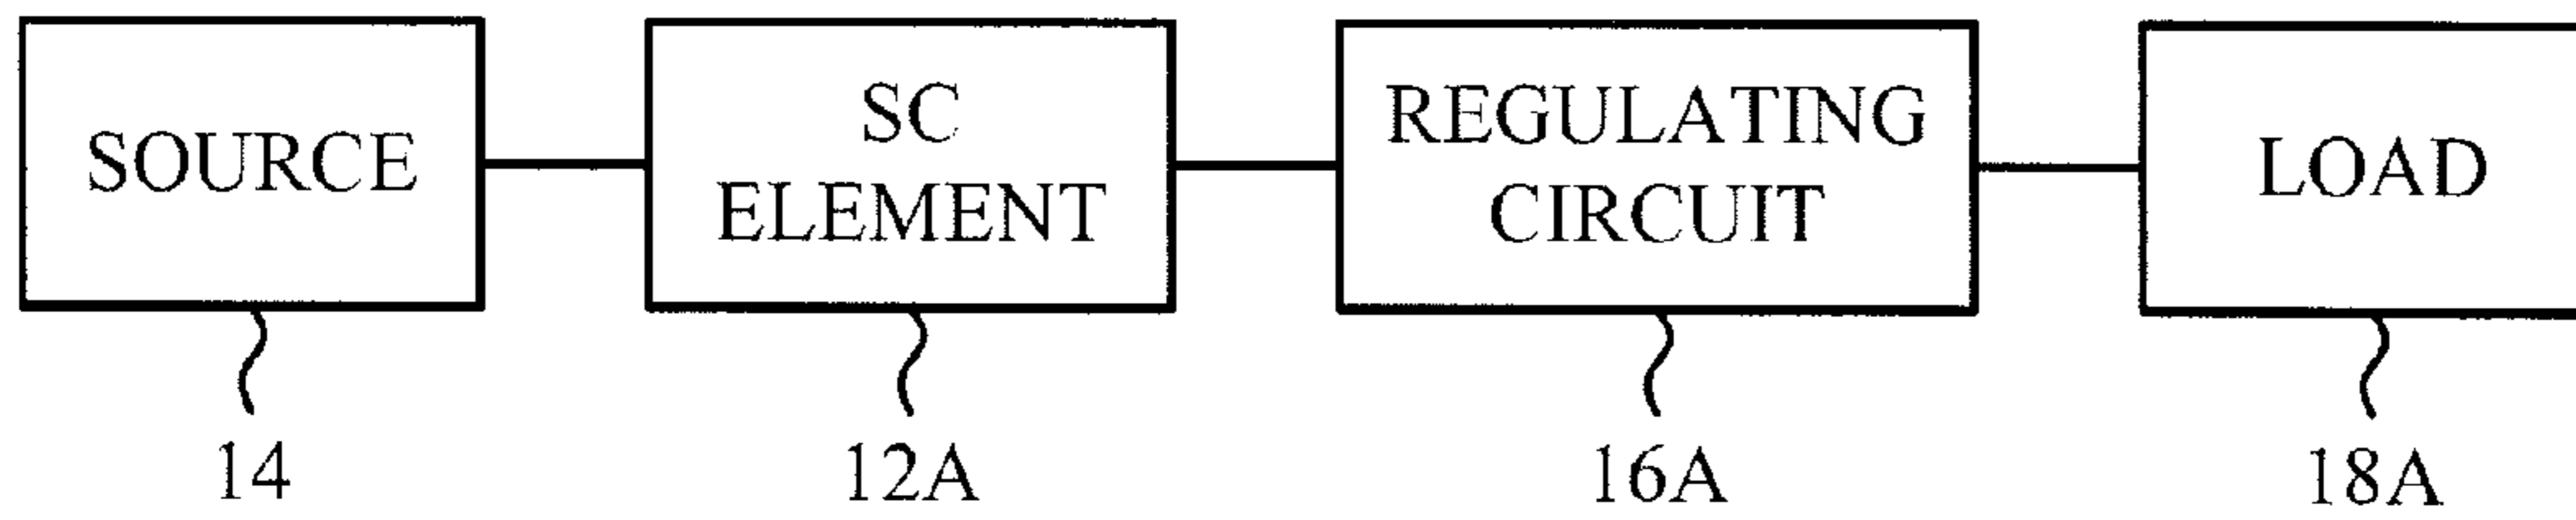 SOURCE
SC
ELEMENT
REGULATING
CIRCUIT
LOAD
14
12A
16A
18A